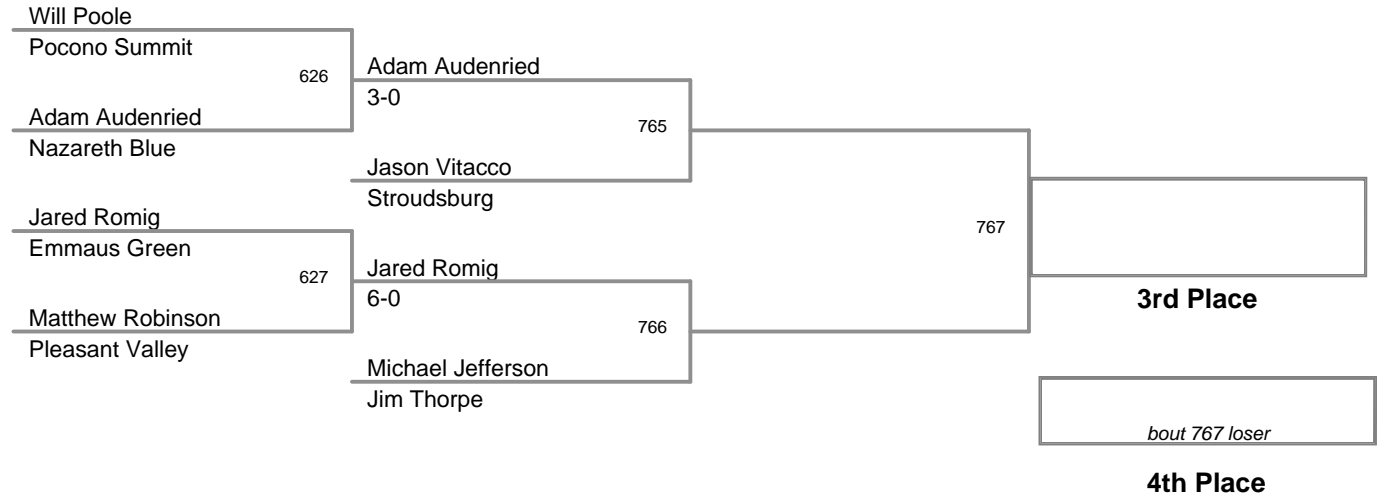 Will Poole
Pocono Summit
626
Adam Audenried
3-0
Adam Audenried
Nazareth Blue
765
Jason Vitacco
Stroudsburg
Jared Romig
Emmaus Green
767
627
Jared Romig
6-0
3rd Place
Matthew Robinson
Pleasant Valley
766
Michael Jefferson
Jim Thorpe
bout 767 loser
4th Place